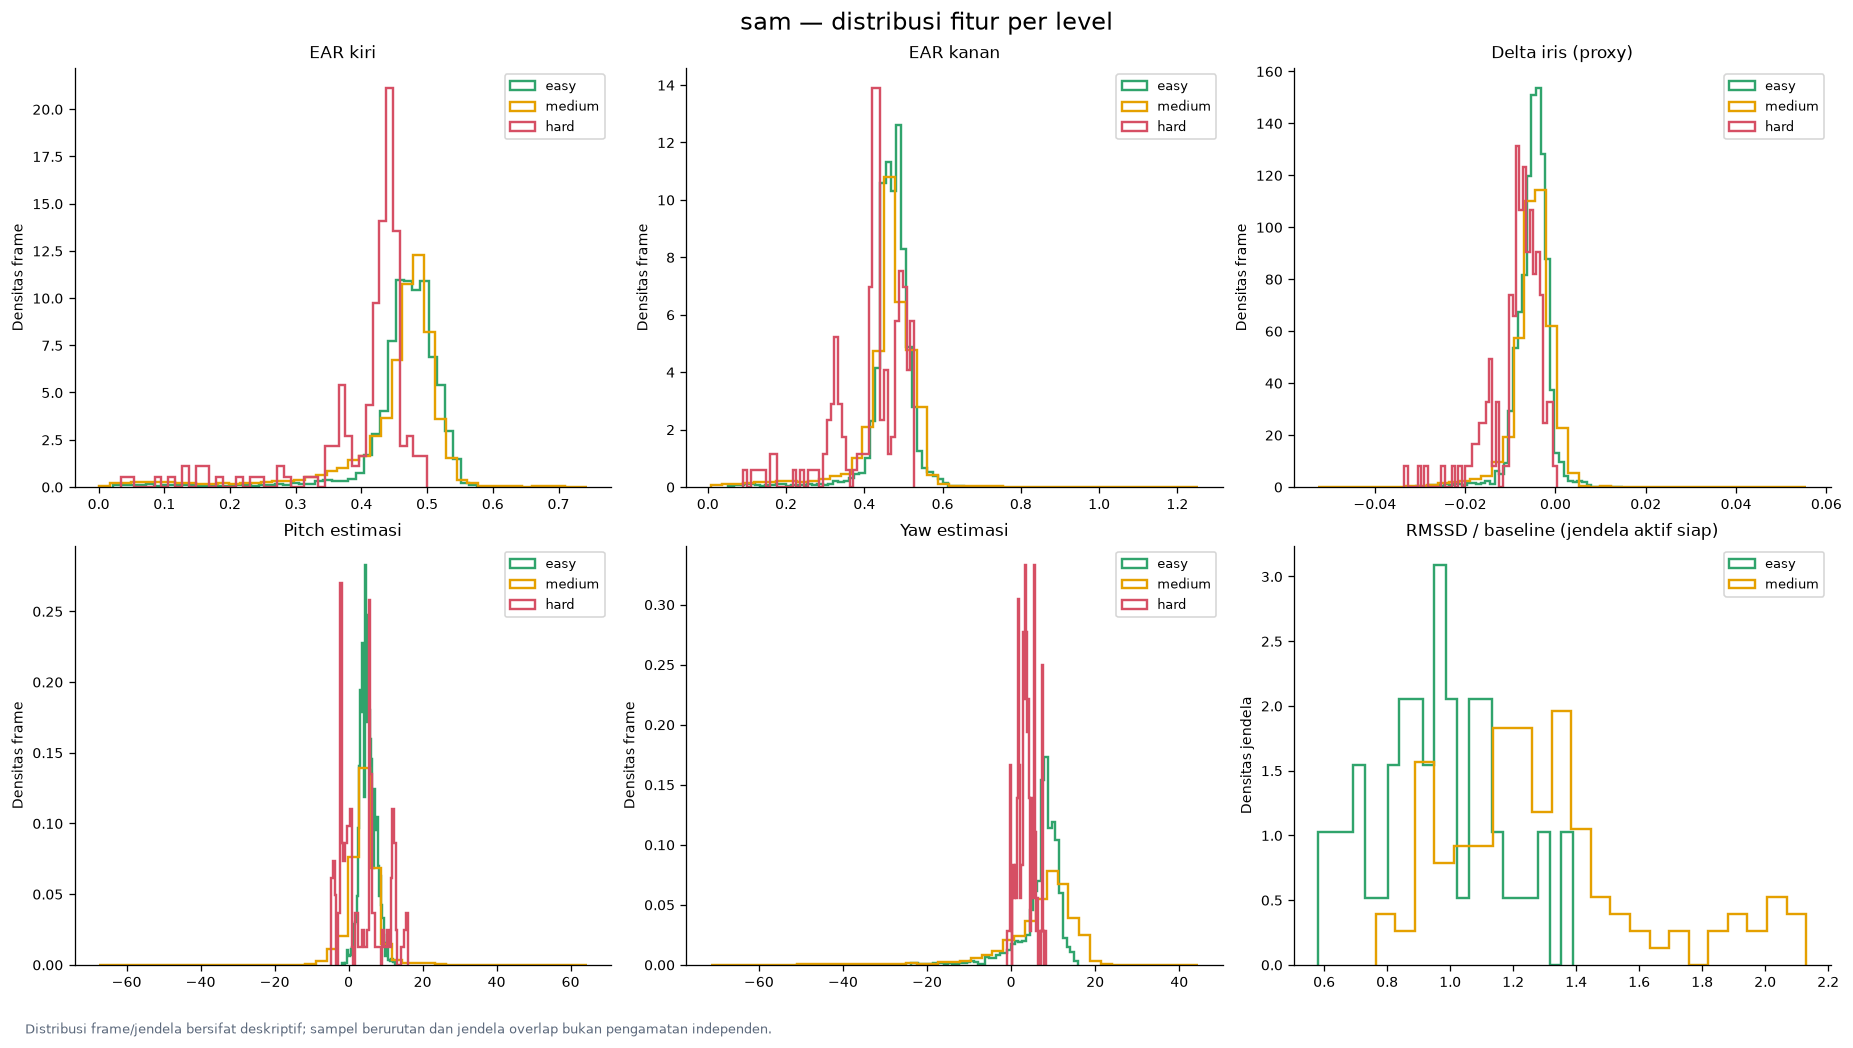 sam — distribusi fitur per level
EAR kiri
Densitas frame
20.0
17.5
15.0
12.5
10.0
7.5
5.0
2.5
0.0
0.0 0.1 0.2 0.3 0.4 0.5 0.6 0.7
easy
medium
hard
EAR kanan
Densitas frame
14
12
10
8
6
4
2
0
0.0 0.2 0.4 0.6 0.8 1.0 1.2
easy
medium
hard
Delta iris (proxy)
Densitas frame
160
140
120
100
80
60
40
20
0
−0.04 −0.02 0.00 0.02 0.04 0.06
easy
medium
hard
Pitch estimasi
Densitas frame
0.25
0.20
0.15
0.10
0.05
0.00
−60 −40 −20 0 20 40 60
easy
medium
hard
Yaw estimasi
Densitas frame
0.30
0.25
0.20
0.15
0.10
0.05
0.00
−60 −40 −20 0 20 40
easy
medium
hard
RMSSD / baseline (jendela aktif siap)
Densitas jendela
3.0
2.5
2.0
1.5
1.0
0.5
0.0
0.6 0.8 1.0 1.2 1.4 1.6 1.8 2.0 2.2
easy
medium
Distribusi frame/jendela bersifat deskriptif; sampel berurutan dan jendela overlap bukan pengamatan independen.